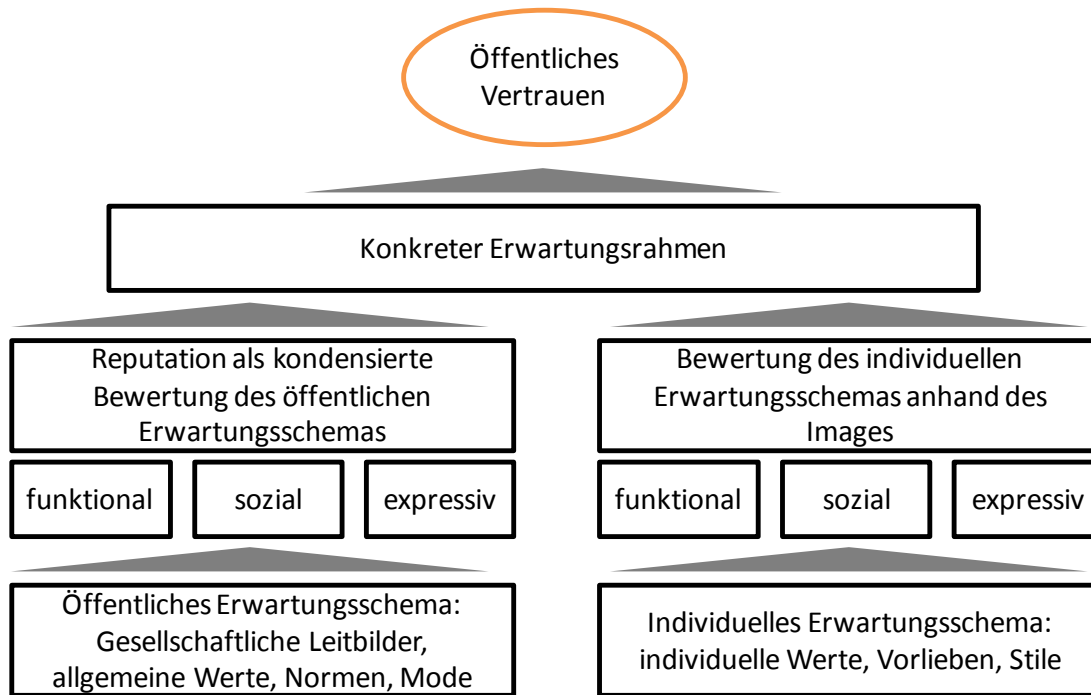 Öffentliches
Vertrauen
Konkreter Erwartungsrahmen
Reputation als kondensierte
Bewertung des öffentlichen
Erwartungsschemas
Bewertung des individuellen
Erwartungsschemas anhand des
Images
funktional
sozial
expressiv
funktional
sozial
expressiv
Öffentliches Erwartungsschema:
Gesellschaftliche Leitbilder,
allgemeine Werte, Normen, Mode
Individuelles Erwartungsschema:
individuelle Werte, Vorlieben, Stile